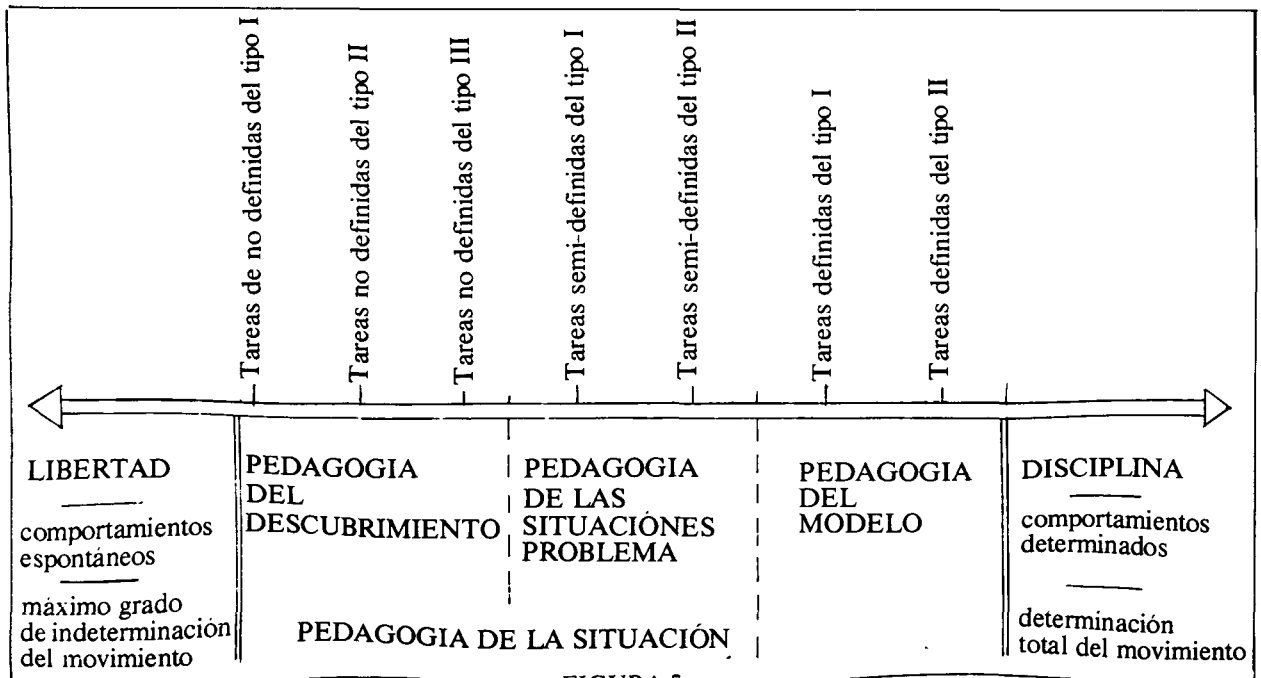 Tareas de no definidas del tipo I
Tareas no definidas del tipo II
Tareas no definidas del tipo III
Tareas semi-definidas del tipo I
Tareas semi-definidas del tipo II
Tareas definidas del tipo I
Tareas definidas del tipo II
LIBERTAD
comportamientos
espontáneos
máximo grado
de indeterminación
del movimiento
PEDAGOGIA
DEL
DESCUBRIMIENTO
PEDAGOGIA
DE LAS
SITUACIÓNES
PROBLEMA
PEDAGOGIA DE LA SITUACIÓN
PEDAGOGIA
DEL
MODELO
DISCIPLINA
comportamientos
determinados
determinación
total del movimiento